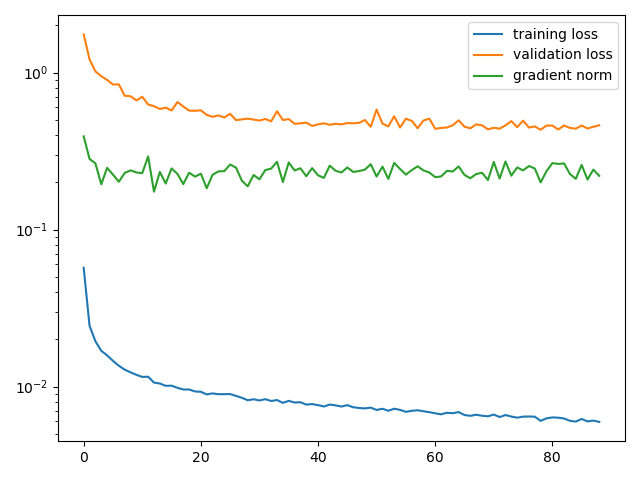 training loss
validation loss
gradient norm
10⁰
10⁻¹
10⁻²
0 20 40 60 80